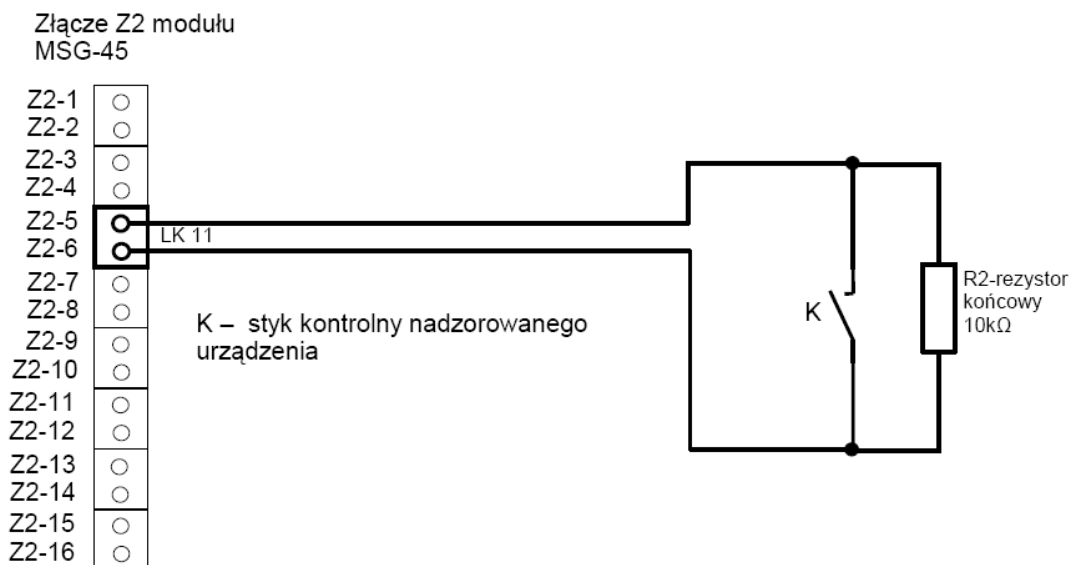 Złącze Z2 modułu
MSG-45
Z2-1
Z2-2
Z2-3
Z2-4
Z2-5
Z2-6
LK 11
Z2-7
Z2-8
Z2-9
Z2-10
Z2-11
Z2-12
Z2-13
Z2-14
Z2-15
Z2-16
K – styk kontrolny nadzorowanego
urządzenia
K
R2-rezystor
końcowy
10kΩ